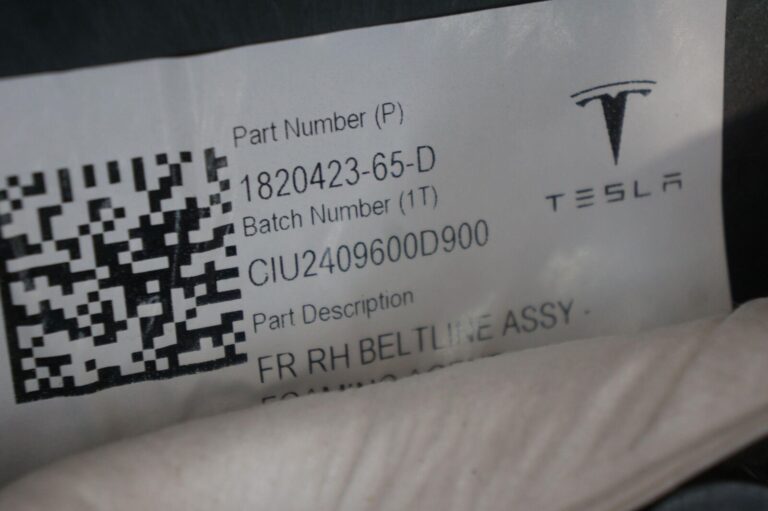 Part Number (P)
1820423-65-D
Batch Number (1T)
CIU2409600D900
Part Description
FR RH BELTLINE ASSY -
TESLA